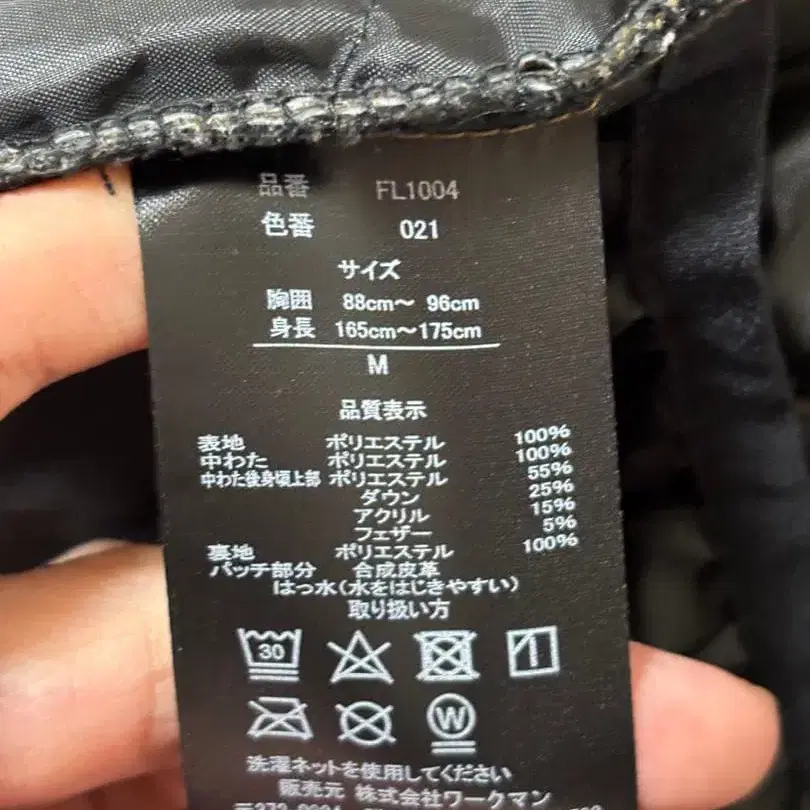 品番 FL1004
色番 021
サイズ
胸囲 88cm～ 96cm
身長 165cm～175cm
M
品質表示
表地 ポリエステル 100%
中わた ポリエステル 100%
中わた後身頃上部 ポリエステル 55%
ダウン 25%
アクリル 15%
フェザー 5%
裏地 ポリエステル 100%
パッチ部分 合成皮革
はっ水(水をはじきやすい)
取り扱い方
30
W
洗濯ネットを使用してください
販売元 株式会社ワークマン